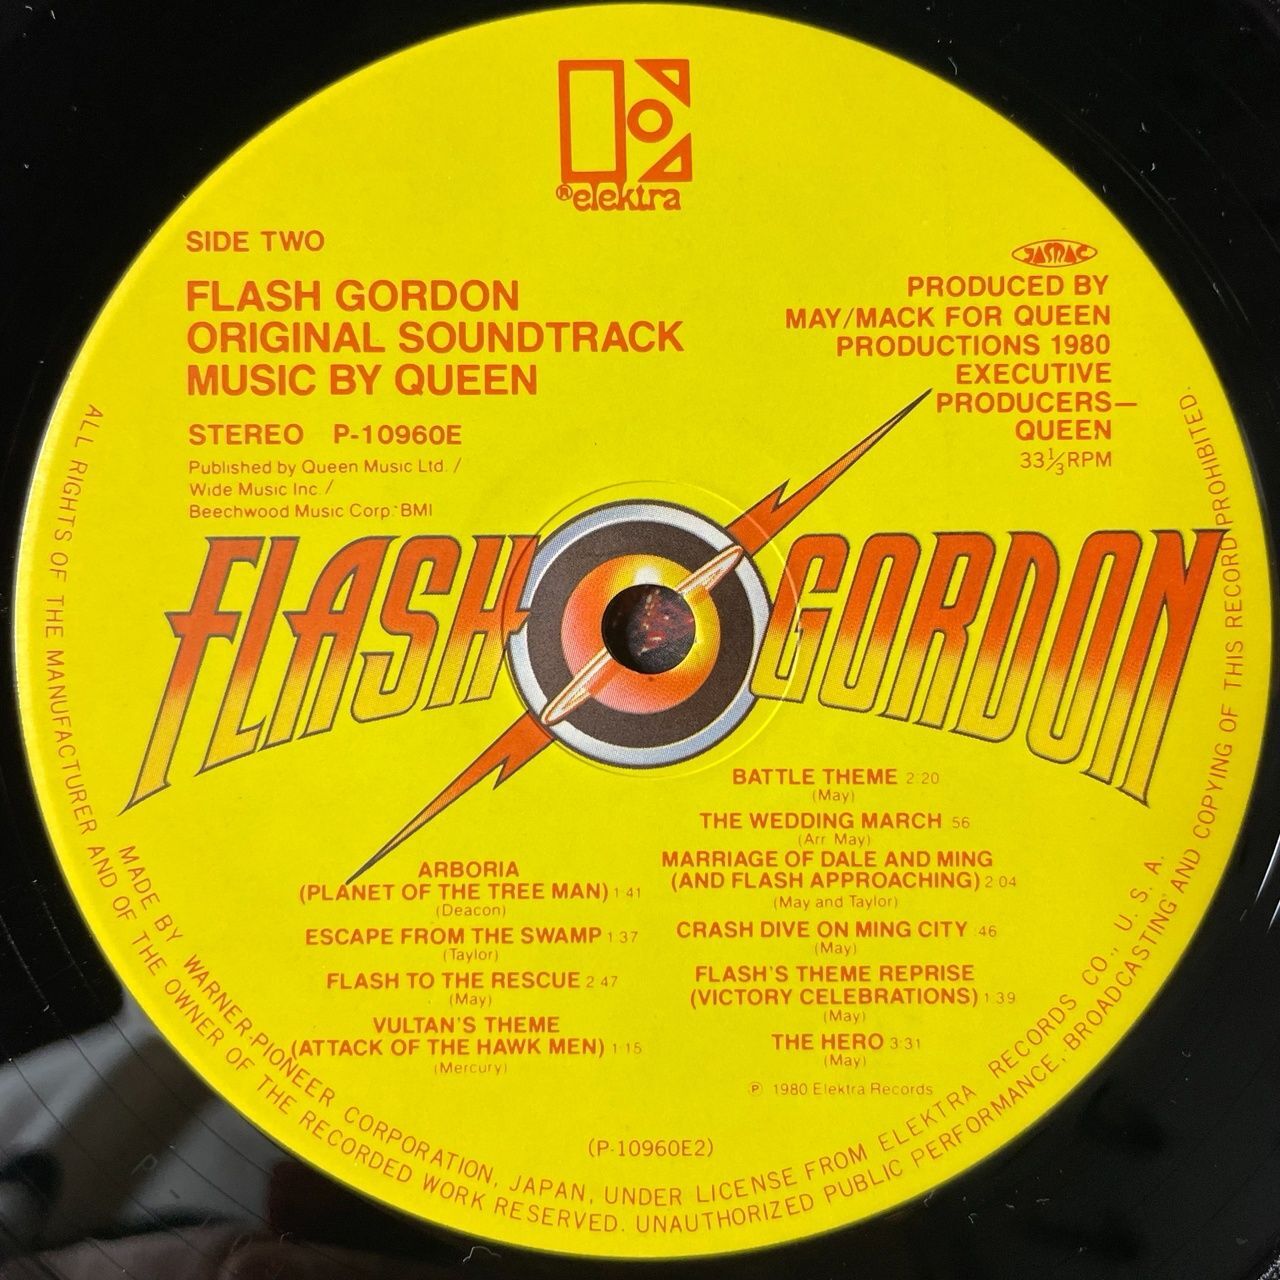 ® elektra
SIDE TWO
FLASH GORDON
ORIGINAL SOUNDTRACK
MUSIC BY QUEEN
STEREO P-10960E
Published by Queen Music Ltd. /
Wide Music Inc. /
Beechwood Music Corp. BMI
JASRAC
PRODUCED BY
MAY/MACK FOR QUEEN
PRODUCTIONS 1980
EXECUTIVE
PRODUCERS—
QUEEN
33⅓RPM
FLASH GORDON
ARBORIA
(PLANET OF THE TREE MAN) 1:41
(Deacon)
ESCAPE FROM THE SWAMP 1:37
(Taylor)
FLASH TO THE RESCUE 2:47
(May)
VULTAN'S THEME
(ATTACK OF THE HAWK MEN) 1:15
(Mercury)
BATTLE THEME 2:20
(May)
THE WEDDING MARCH :56
(Arr. May)
MARRIAGE OF DALE AND MING
(AND FLASH APPROACHING) 2:04
(May and Taylor)
CRASH DIVE ON MING CITY :46
(May)
FLASH'S THEME REPRISE
(VICTORY CELEBRATIONS) 1:39
(May)
THE HERO 3:31
(May)
℗ 1980 Elektra Records
(P-10960E2)
MADE BY WARNER-PIONEER CORPORATION, JAPAN, UNDER LICENSE FROM ELEKTRA RECORDS CO., U. S. A.
ALL RIGHTS OF THE MANUFACTURER AND OF THE OWNER OF THE RECORDED WORK RESERVED. UNAUTHORIZED PUBLIC PERFORMANCE, BROADCASTING AND COPYING OF THIS RECORD PROHIBITED.